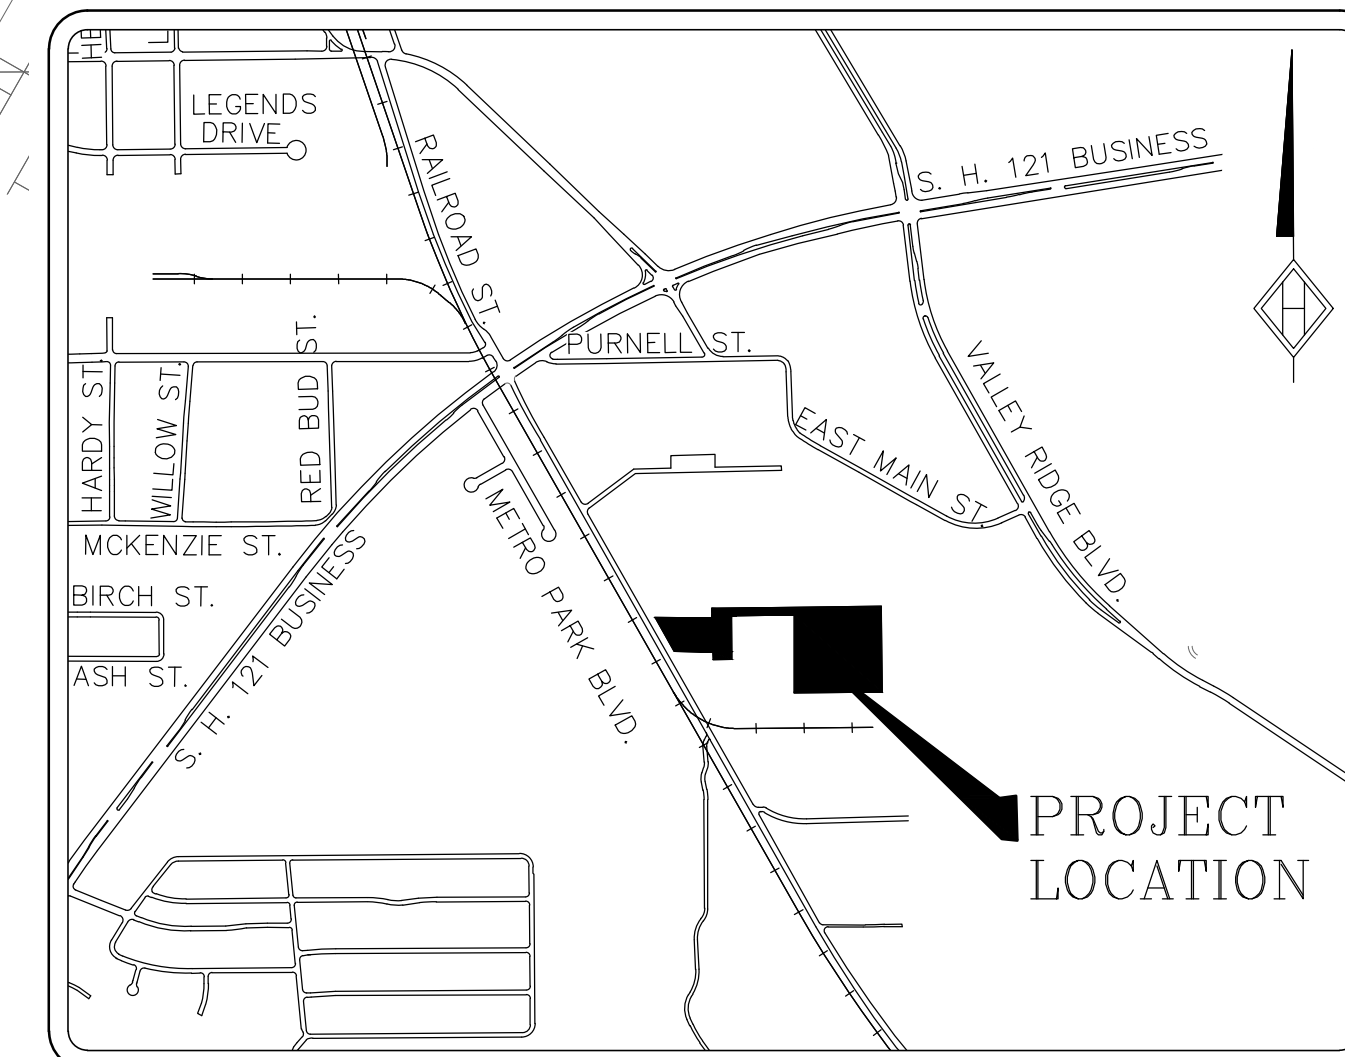 LEGENDS
DRIVE
RAILROAD ST.
S. H. 121 BUSINESS
PURNELL ST.
HARDY ST.
WILLOW ST.
RED BUD ST.
EAST MAIN ST.
VALLEY RIDGE BLVD.
MCKENZIE ST.
BIRCH ST.
ASH ST.
S. H. 121 BUSINESS
METRO PARK BLVD.
PROJECT
LOCATION
H